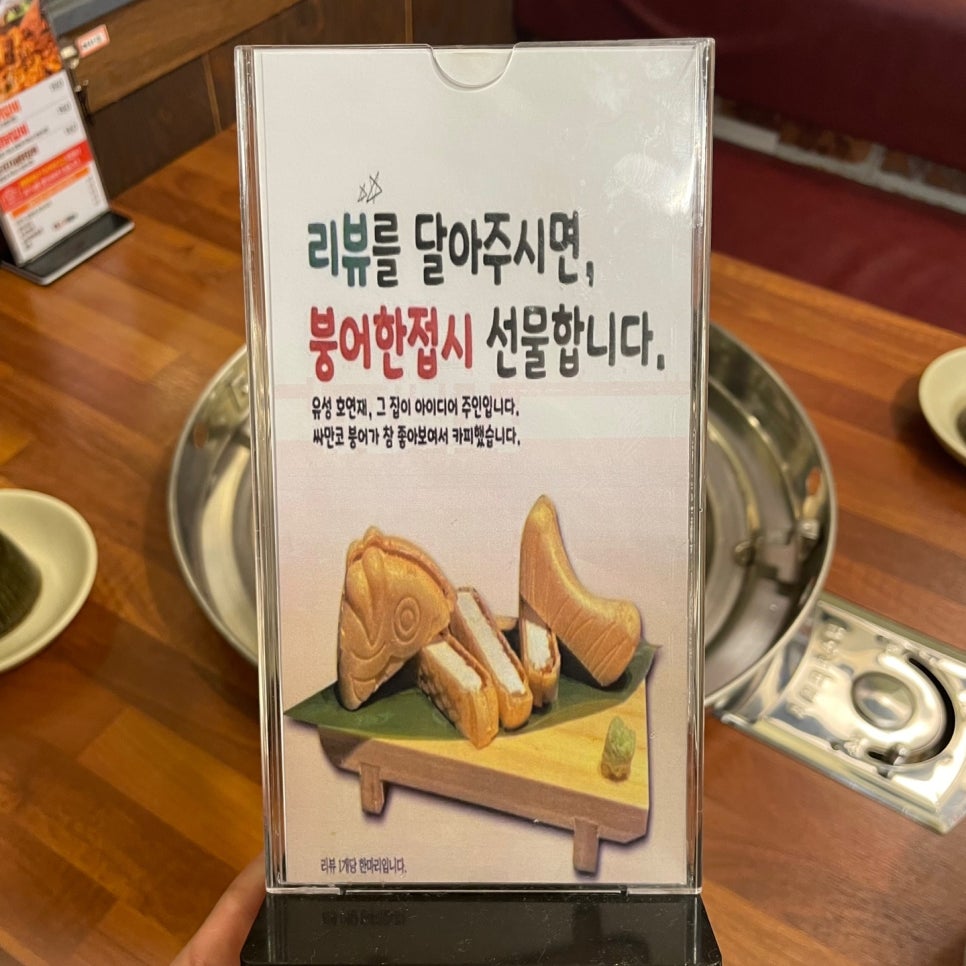 리뷰를 달아주시면,
붕어한접시 선물합니다.
유성 호연재, 그 집이 아이디어 주인입니다.
싸만코 붕어가 참 좋아보여서 카피했습니다.
리뷰 1개당 한마리입니다.